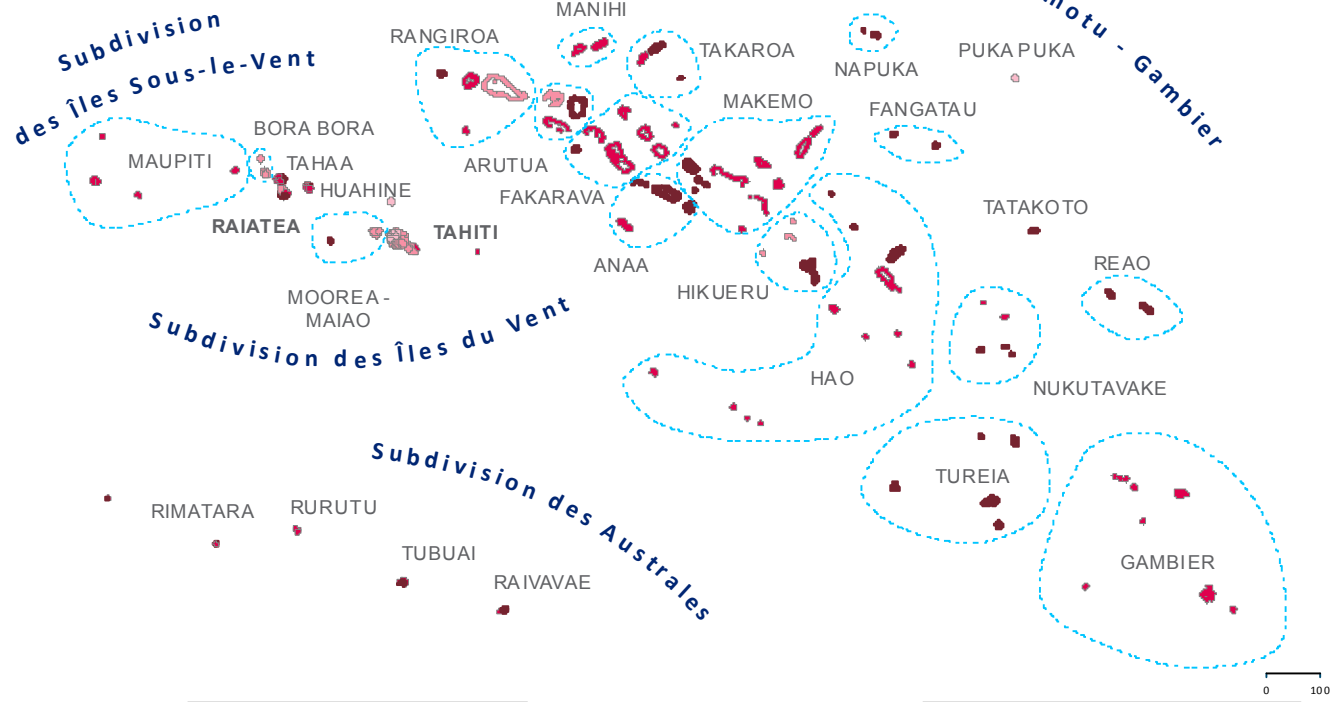 Subdivision
des Îles Sous-le-Vent
MANIHI
RANGIROA
TAKAROA
NAPUKA
PUKA PUKA
motu - Gambier
MAKEMO
FANGATAU
BORA BORA
MAUPITI
TAHAA
ARUTUA
HUAHINE
FAKARAVA
RAIATEA
TAHITI
TATAKOTO
ANAA
REAO
HIKUERU
MOOREA -
MAIAO
Subdivision des Îles du Vent
HAO
NUKUTAVAKE
Subdivision des Australes
TUREIA
RIMATARA
RURUTU
TUBUAI
RAIVAVAE
GAMBIER
0 100